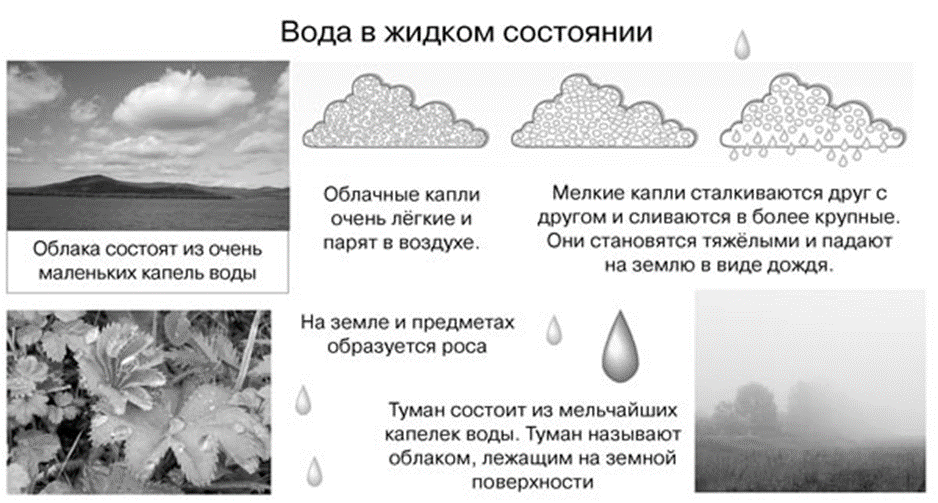 Вода в жидком состоянии
Облачные капли
очень лёгкие и
парят в воздухе.
Мелкие капли сталкиваются друг с
другом и сливаются в более крупные.
Они становятся тяжёлыми и падают
на землю в виде дождя.
Облака состоят из очень
маленьких капель воды
На земле и предметах
образуется роса
Туман состоит из мельчайших
капелек воды. Туман называют
облаком, лежащим на земной
поверхности